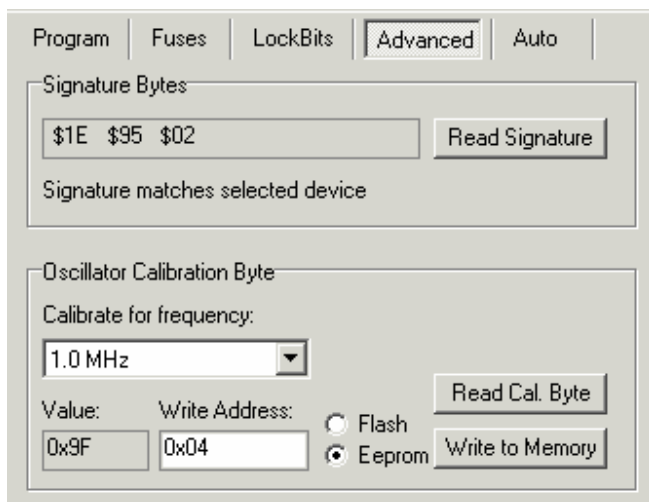 Program Fuses LockBits Advanced Auto
Signature Bytes
$1E $95 $02 Read Signature
Signature matches selected device
Oscillator Calibration Byte
Calibrate for frequency:
1.0 MHz
Read Cal. Byte
Value: Write Address:
Flash
0x9F 0x04 Eeprom Write to Memory